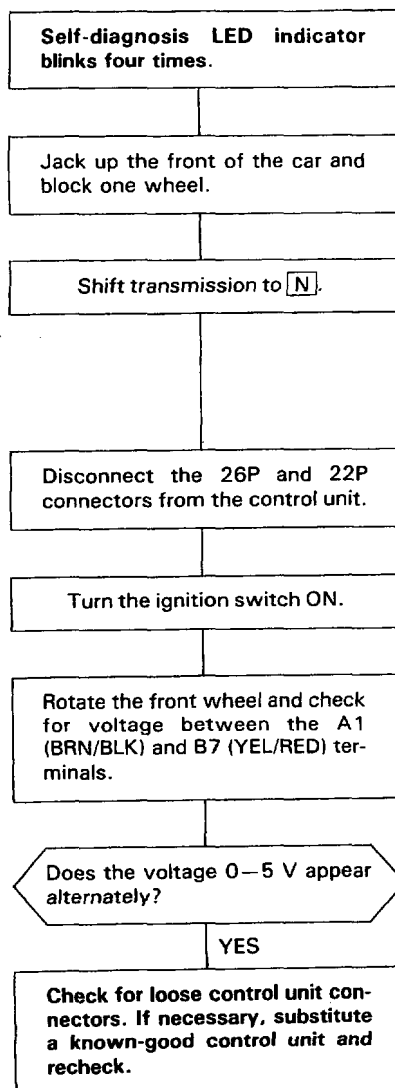 Self-diagnosis LED indicator
blinks four times.
Jack up the front of the car and
block one wheel.
Shift transmission to N.
Disconnect the 26P and 22P
connectors from the control unit.
Turn the ignition switch ON.
Rotate the front wheel and check
for voltage between the A1
(BRN/BLK) and B7 (YEL/RED) ter-
minals.
Does the voltage 0—5 V appear
alternately?
YES
Check for loose control unit con-
nectors. If necessary, substitute
a known-good control unit and
recheck.